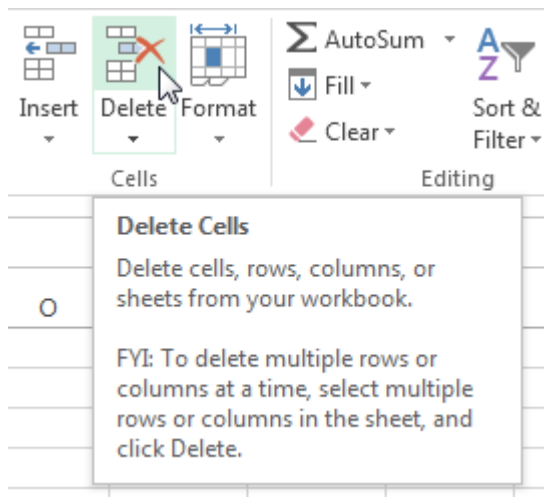 Insert
Delete
Format
AutoSum
Fill
Clear
Sort &
Filter
Cells
Editing
O
Delete Cells
Delete cells, rows, columns, or
sheets from your workbook.
FYI: To delete multiple rows or
columns at a time, select multiple
rows or columns in the sheet, and
click Delete.